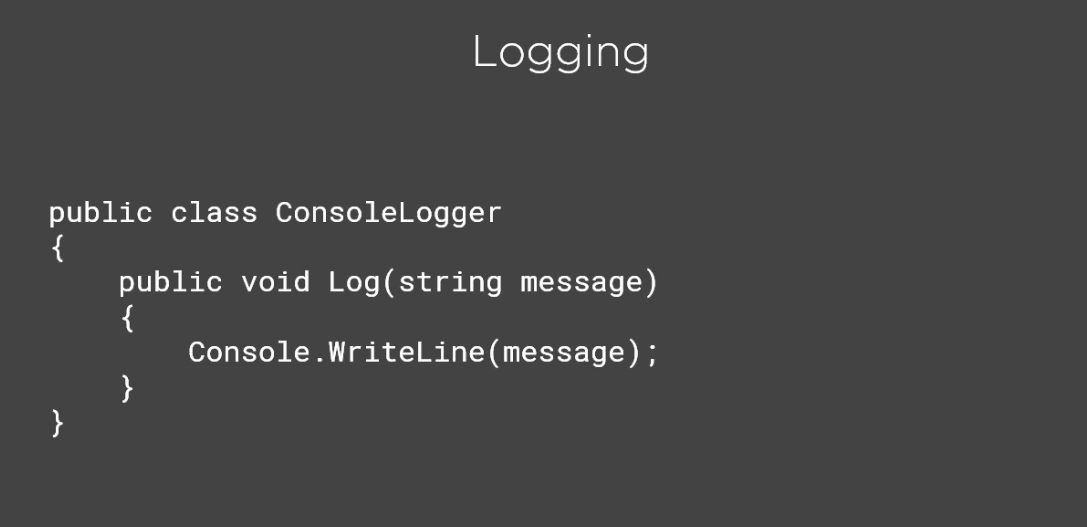 Logging
public class ConsoleLogger
{
    public void Log(string message)
    {
        Console.WriteLine(message);
    }
}